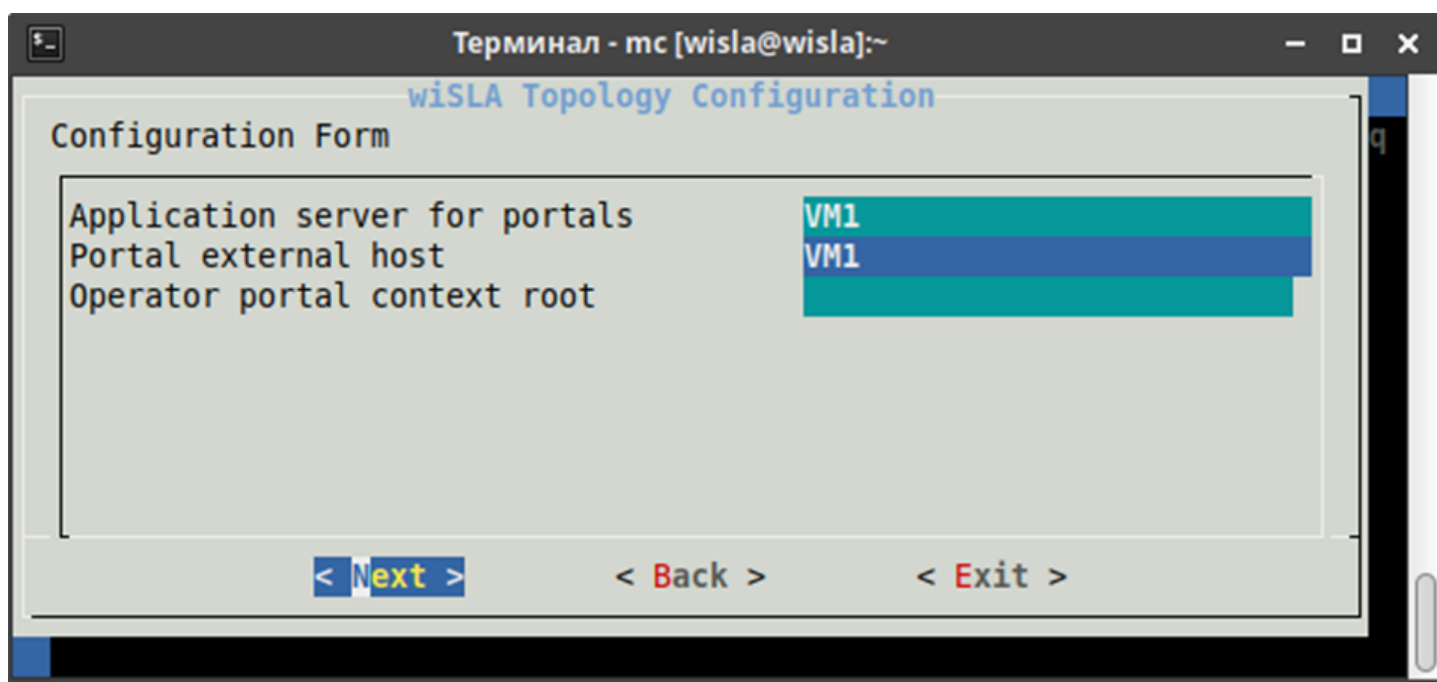 Терминал - mc [wisla@wisla]:~
wiSLA Topology Configuration
Configuration Form
q
Application server for portals VM1
Portal external host VM1
Operator portal context root
< Next > < Back > < Exit >